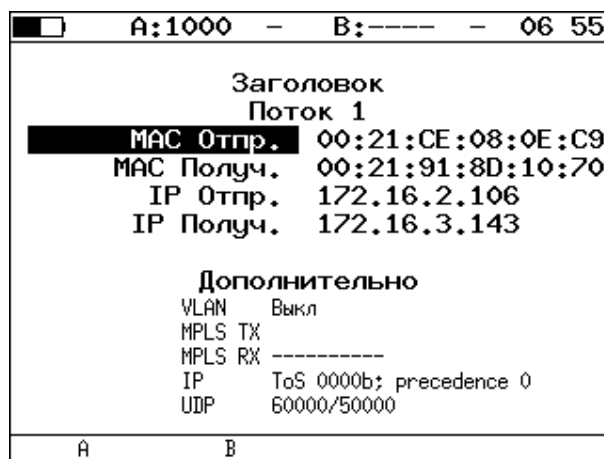 A:1000 – B:---- – 06 55
Заголовок
Поток 1
MAC Отпр. 00:21:CE:08:0E:C9
MAC Получ. 00:21:91:8D:10:70
IP Отпр. 172.16.2.106
IP Получ. 172.16.3.143
Дополнительно
VLAN Выкл
MPLS TX
MPLS RX ----------
IP ToS 0000b; precedence 0
UDP 60000/50000
A B